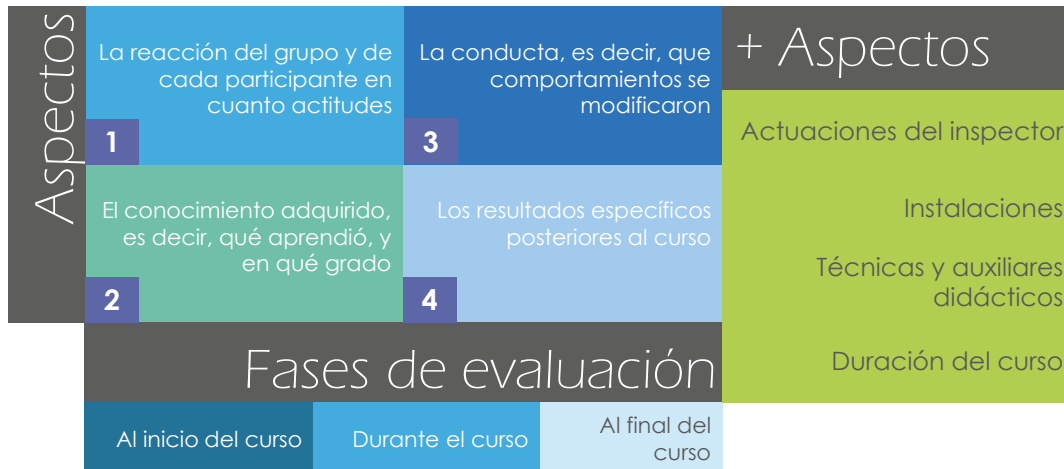 Aspectos
La reacción del grupo y de
cada participante en
cuanto actitudes
1
El conocimiento adquirido,
es decir, qué aprendió, y
en qué grado
2
La conducta, es decir, que
comportamientos se
modificaron
3
Los resultados específicos
posteriores al curso
4
+ Aspectos
Actuaciones del inspector
Instalaciones
Técnicas y auxiliares
didácticos
Duración del curso
Fases de evaluación
Al inicio del curso
Durante el curso
Al final del
curso